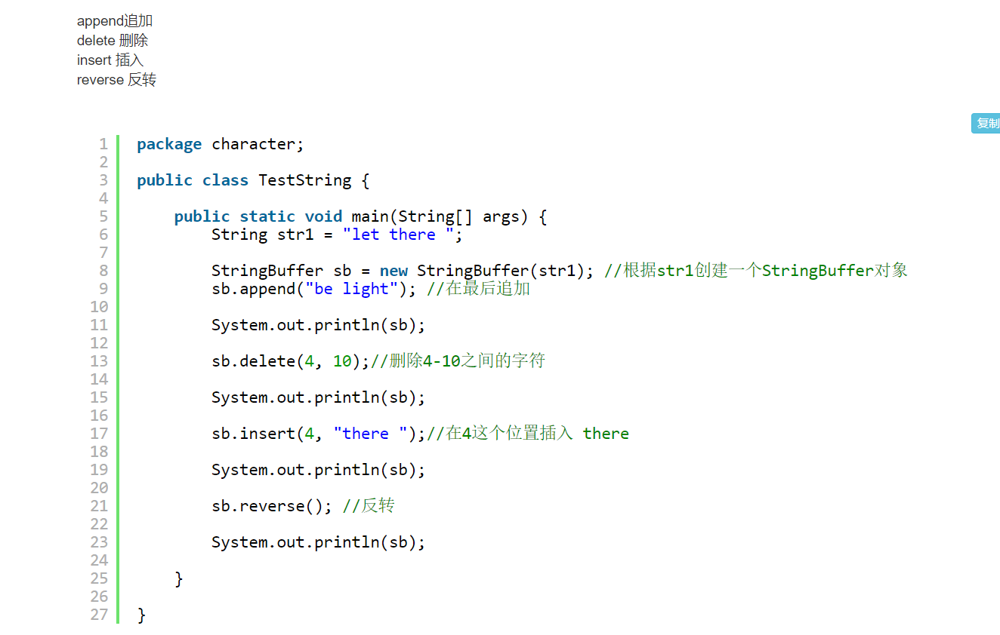 append追加
delete 删除
insert 插入
reverse 反转
复制
1 package character;
2
3 public class TestString {
4
5     public static void main(String[] args) {
6         String str1 = "let there ";
7
8         StringBuffer sb = new StringBuffer(str1); //根据str1创建一个StringBuffer对象
9         sb.append("be light"); //在最后追加
10
11         System.out.println(sb);
12
13         sb.delete(4, 10);//删除4-10之间的字符
14
15         System.out.println(sb);
16
17         sb.insert(4, "there ");//在4这个位置插入 there
18
19         System.out.println(sb);
20
21         sb.reverse(); //反转
22
23         System.out.println(sb);
24
25     }
26
27 }